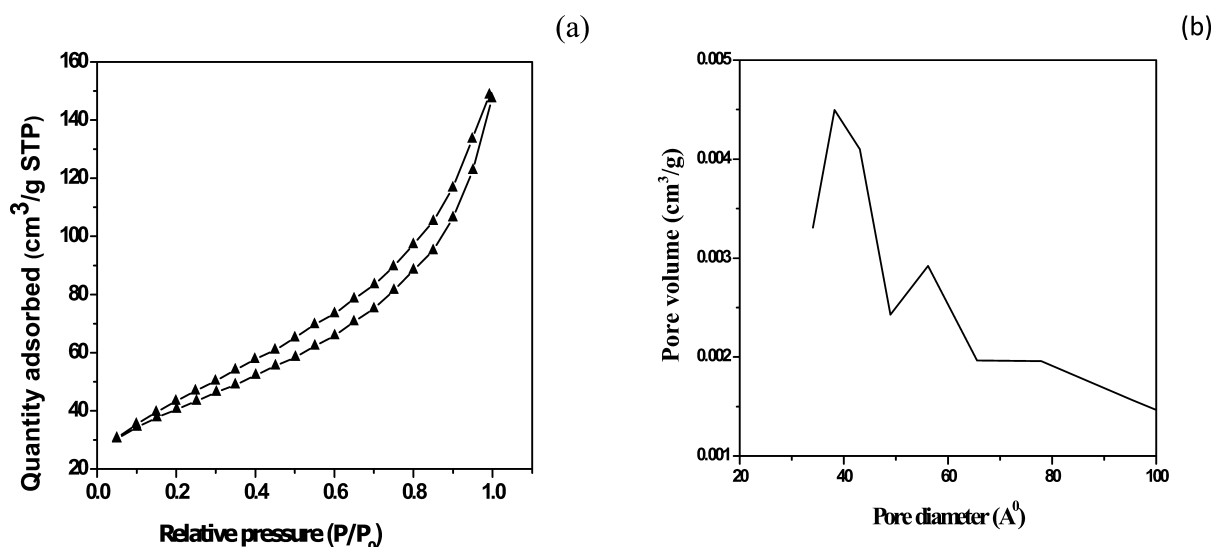 (a)
160
140
120
100
80
60
40
20
0.0 0.2 0.4 0.6 0.8 1.0
Quantity adsorbed (cm³/g STP)
Relative pressure (P/P₀)
(b)
0.005
0.004
0.003
0.002
0.001
20 40 60 80 100
Pore volume (cm³/g)
Pore diameter (A⁰)